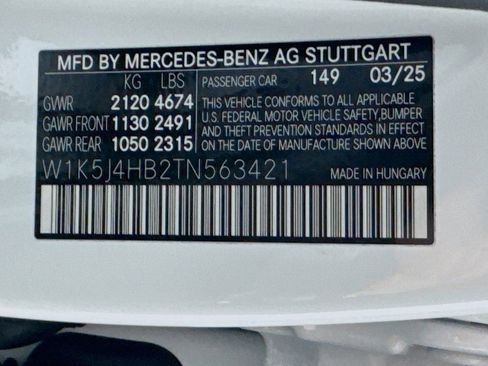 MFD BY MERCEDES-BENZ AG STUTTGART
KG LBS PASSENGER CAR 149 03/25
GVWR 2120 4674 THIS VEHICLE CONFORMS TO ALL APPLICABLE
GAWR FRONT 1130 2491 U.S. FEDERAL MOTOR VEHICLE SAFETY,BUMPER
AND THEFT PREVENTION STANDARDS IN EFFECT
GAWR REAR 1050 2315 ON THE DATE OF MANUFACTURE SHOWN ABOVE
W1K5J4HB2TN563421 MADE IN HUNGARY